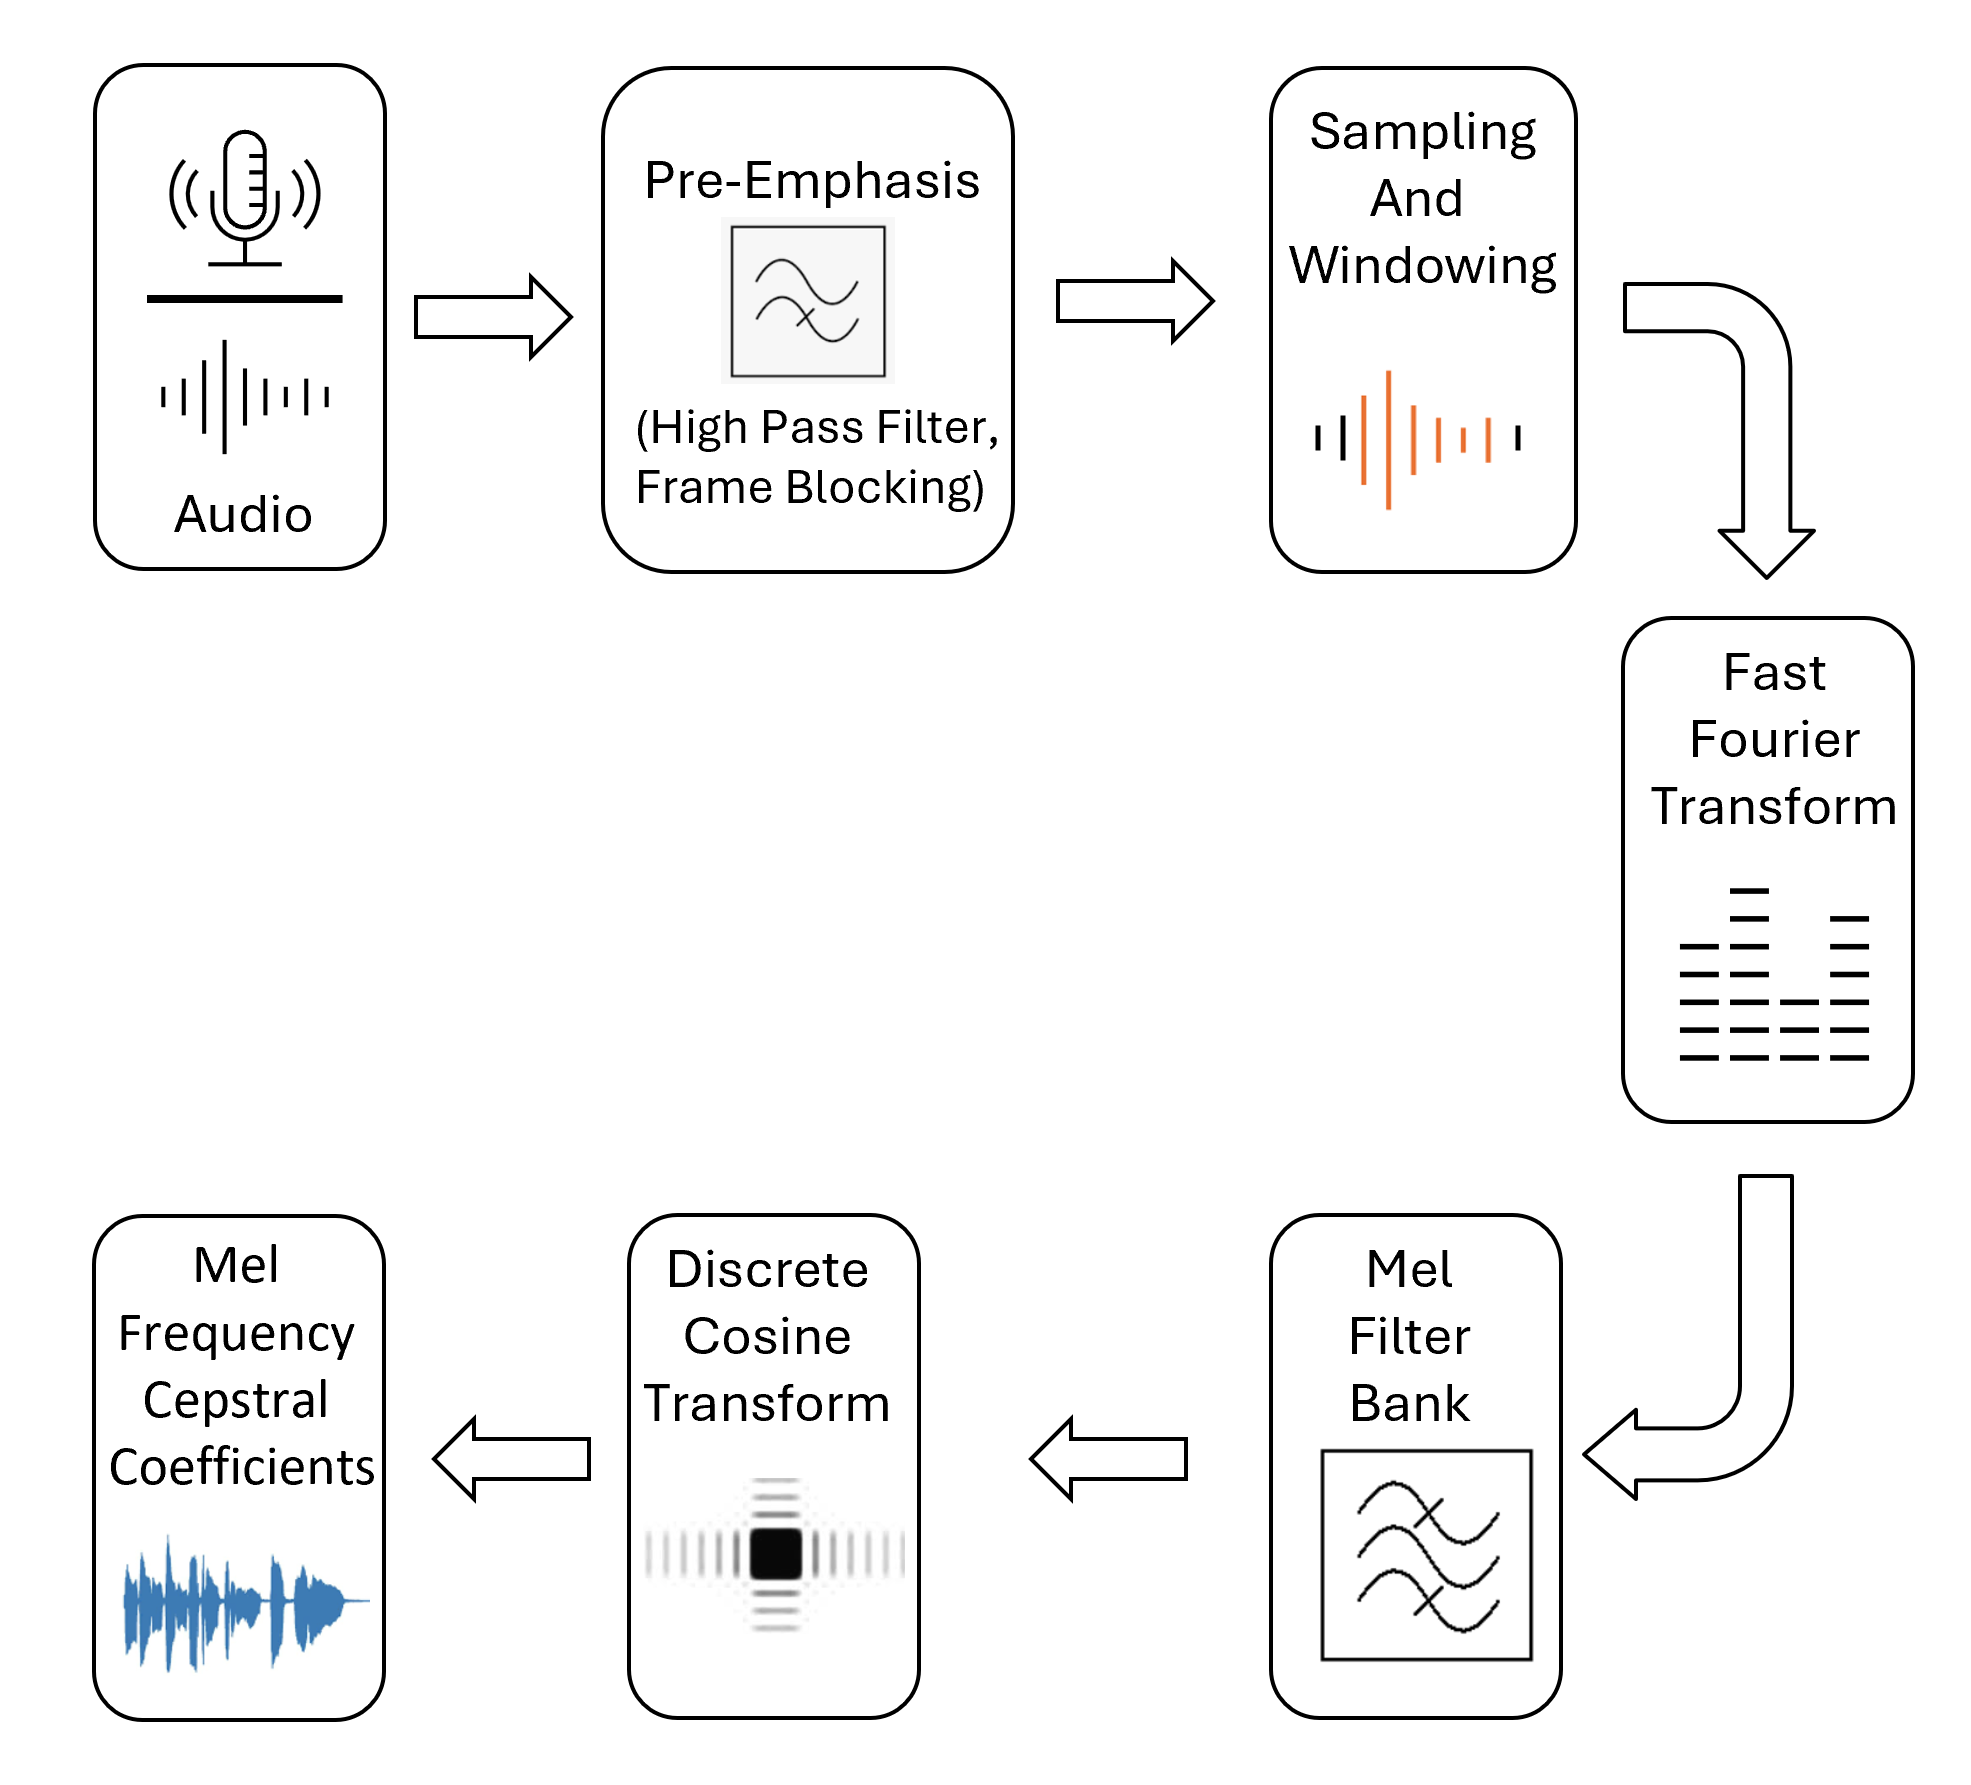 Audio
Pre-Emphasis
(High Pass Filter,
Frame Blocking)
Sampling
And
Windowing
Fast
Fourier
Transform
Mel
Filter
Bank
Discrete
Cosine
Transform
Mel
Frequency
Cepstral
Coefficients